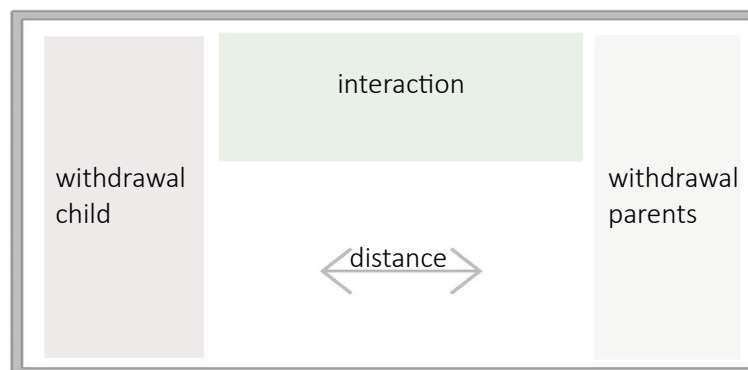 interaction
withdrawal
child
withdrawal
parents
distance